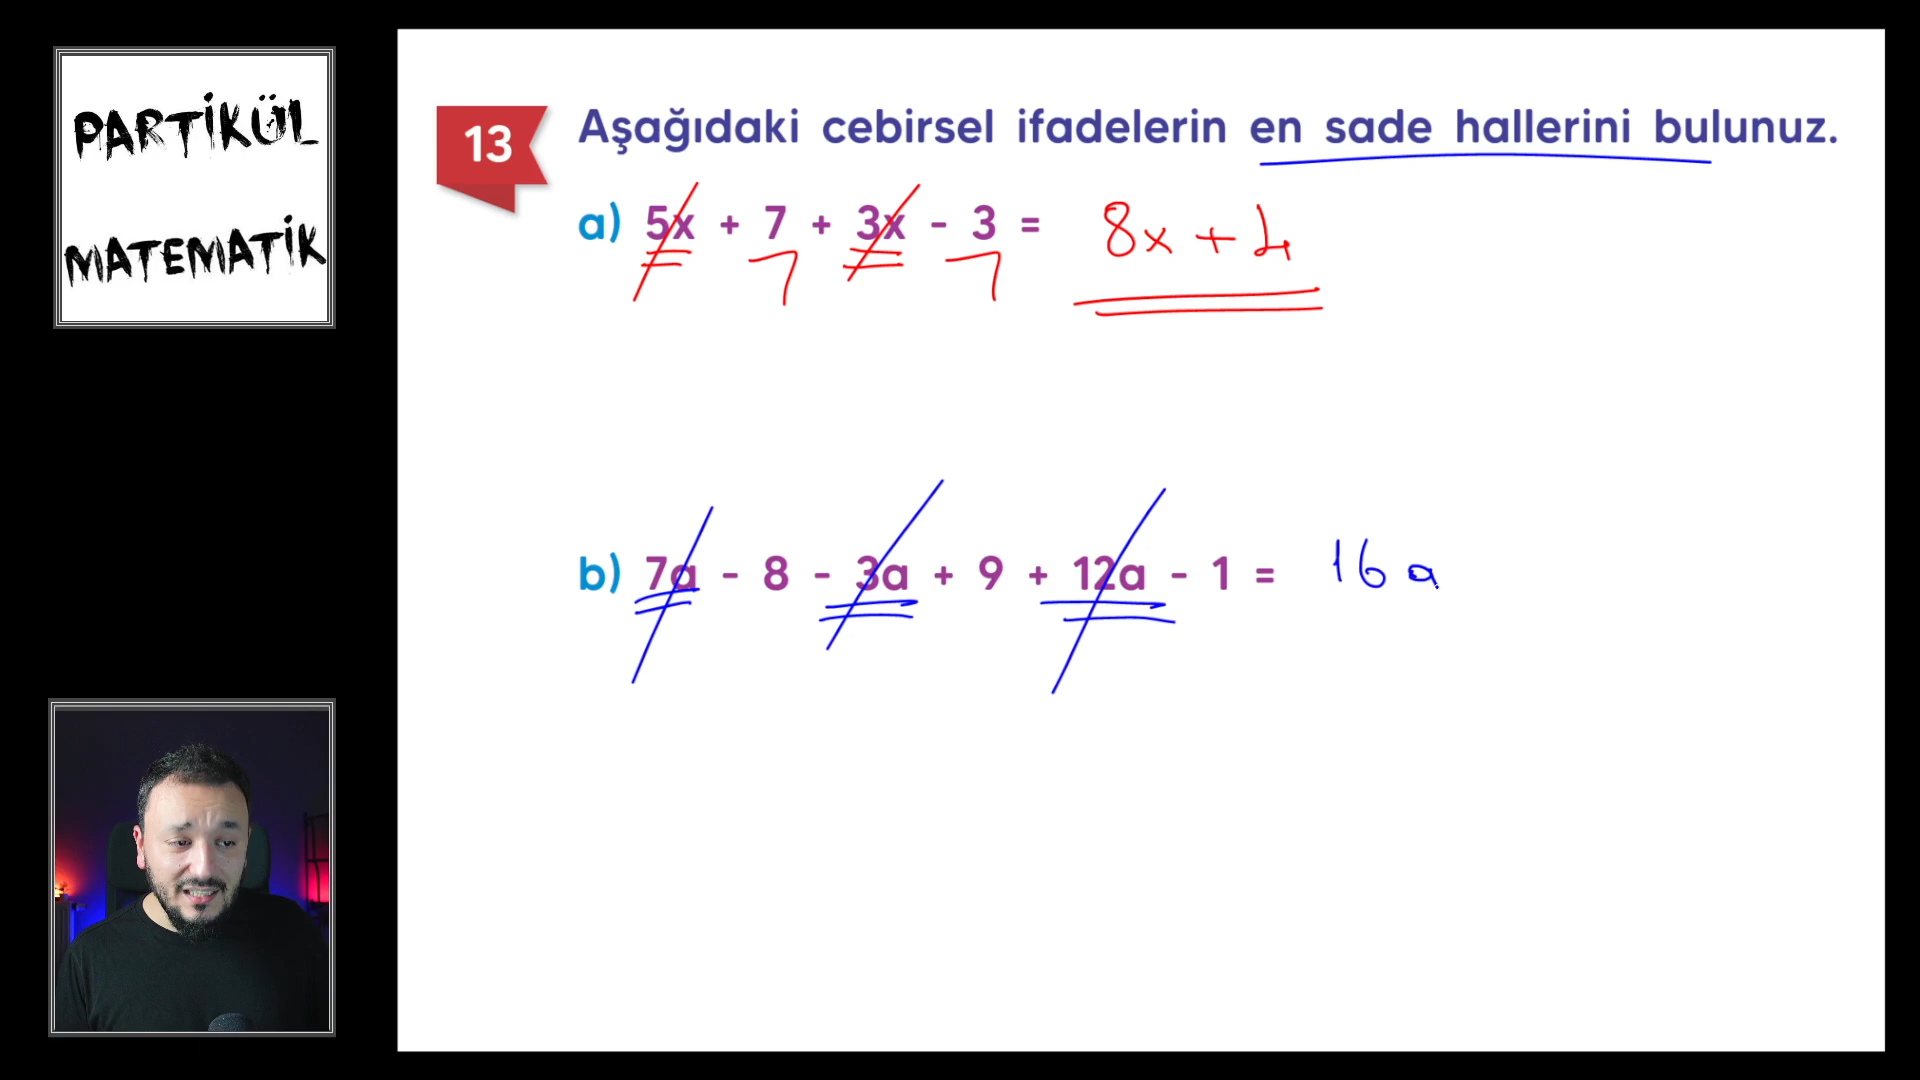 PARTİKÜL
MATEMATİK
13 Aşağıdaki cebirsel ifadelerin en sade hallerini bulunuz.
a) 5x + 7 + 3x - 3 = 8x + 4
b) 7a - 8 - 3a + 9 + 12a - 1 = 16a